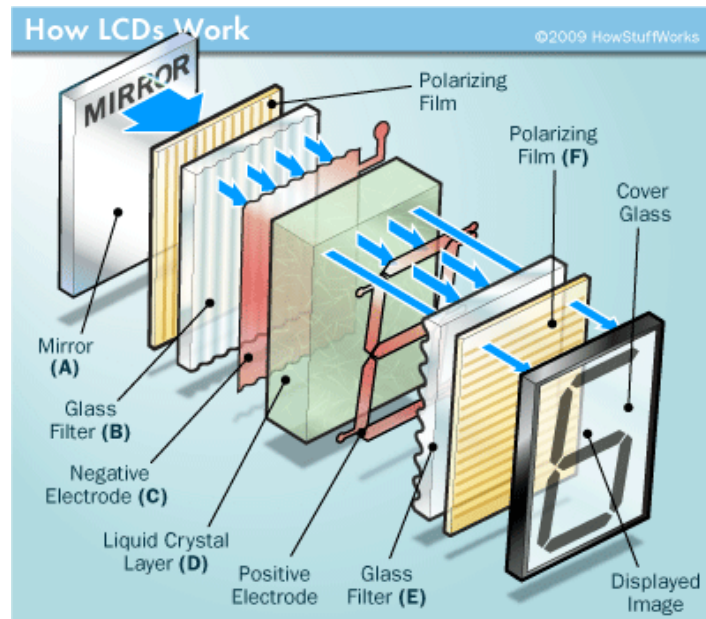 How LCDs Work
©2009 HowStuffWorks
MIRROR
Polarizing
Film
Polarizing
Film (F)
Cover
Glass
Mirror
(A)
Glass
Filter (B)
Negative
Electrode (C)
Liquid Crystal
Layer (D)
Positive
Electrode
Glass
Filter (E)
Displayed
Image
6